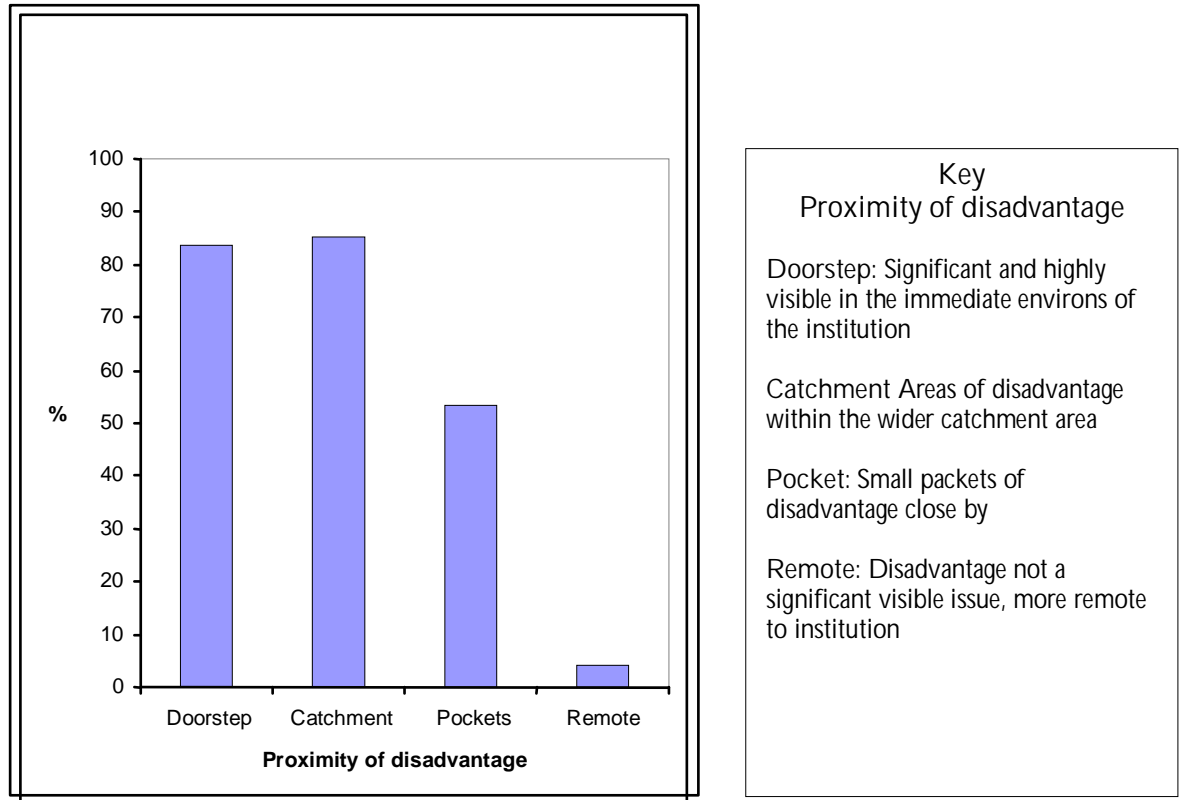 100
90
80
70
60
50
40
30
20
10
0
%
Doorstep Catchment Pockets Remote
Proximity of disadvantage
Key
Proximity of disadvantage
Doorstep: Significant and highly
visible in the immediate environs of
the institution
Catchment Areas of disadvantage
within the wider catchment area
Pocket: Small packets of
disadvantage close by
Remote: Disadvantage not a
significant visible issue, more remote
to institution